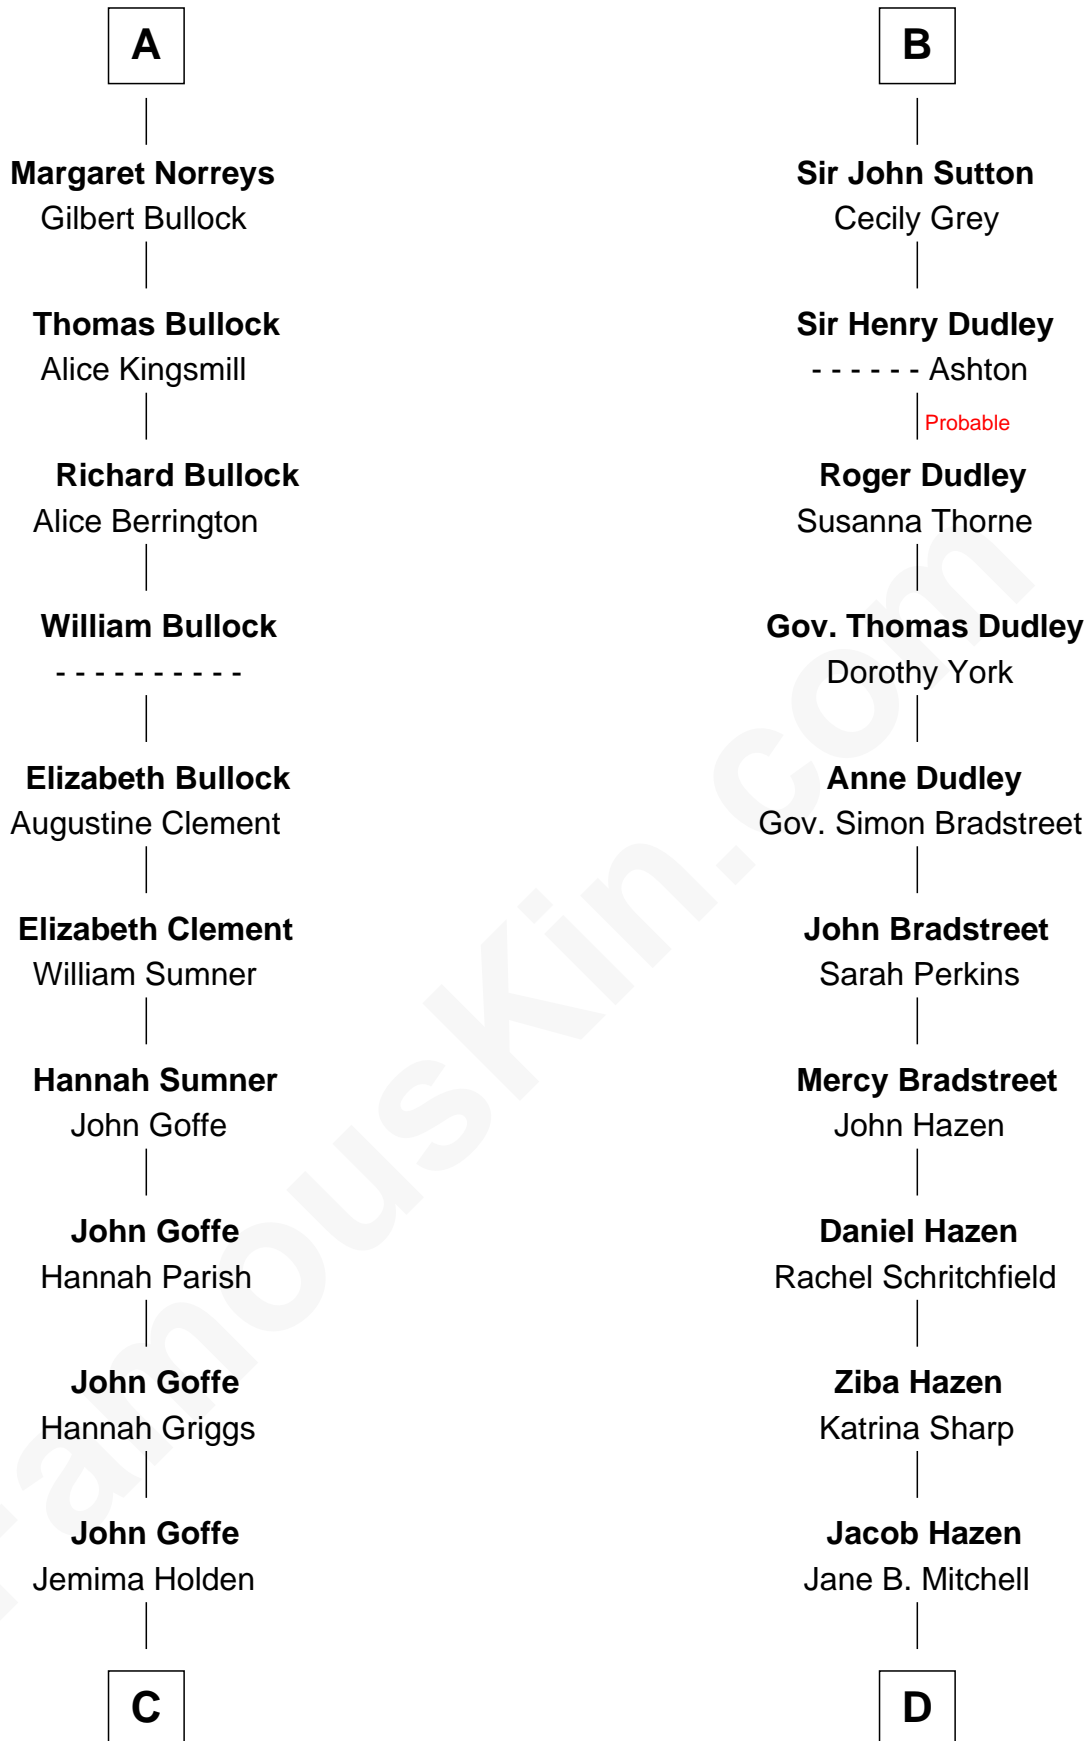 A
Margaret Norreys
Gilbert Bullock
Thomas Bullock
Alice Kingsmill
Richard Bullock
Alice Berrington
William Bullock
- - - - - - - - - -
Elizabeth Bullock
Augustine Clement
Elizabeth Clement
William Sumner
Hannah Sumner
John Goffe
John Goffe
Hannah Parish
John Goffe
Hannah Griggs
John Goffe
Jemima Holden
C
B
Sir John Sutton
Cecily Grey
Sir Henry Dudley
- - - - - - Ashton
Probable
Roger Dudley
Susanna Thorne
Gov. Thomas Dudley
Dorothy York
Anne Dudley
Gov. Simon Bradstreet
John Bradstreet
Sarah Perkins
Mercy Bradstreet
John Hazen
Daniel Hazen
Rachel Schritchfield
Ziba Hazen
Katrina Sharp
Jacob Hazen
Jane B. Mitchell
D
FamousKin.com